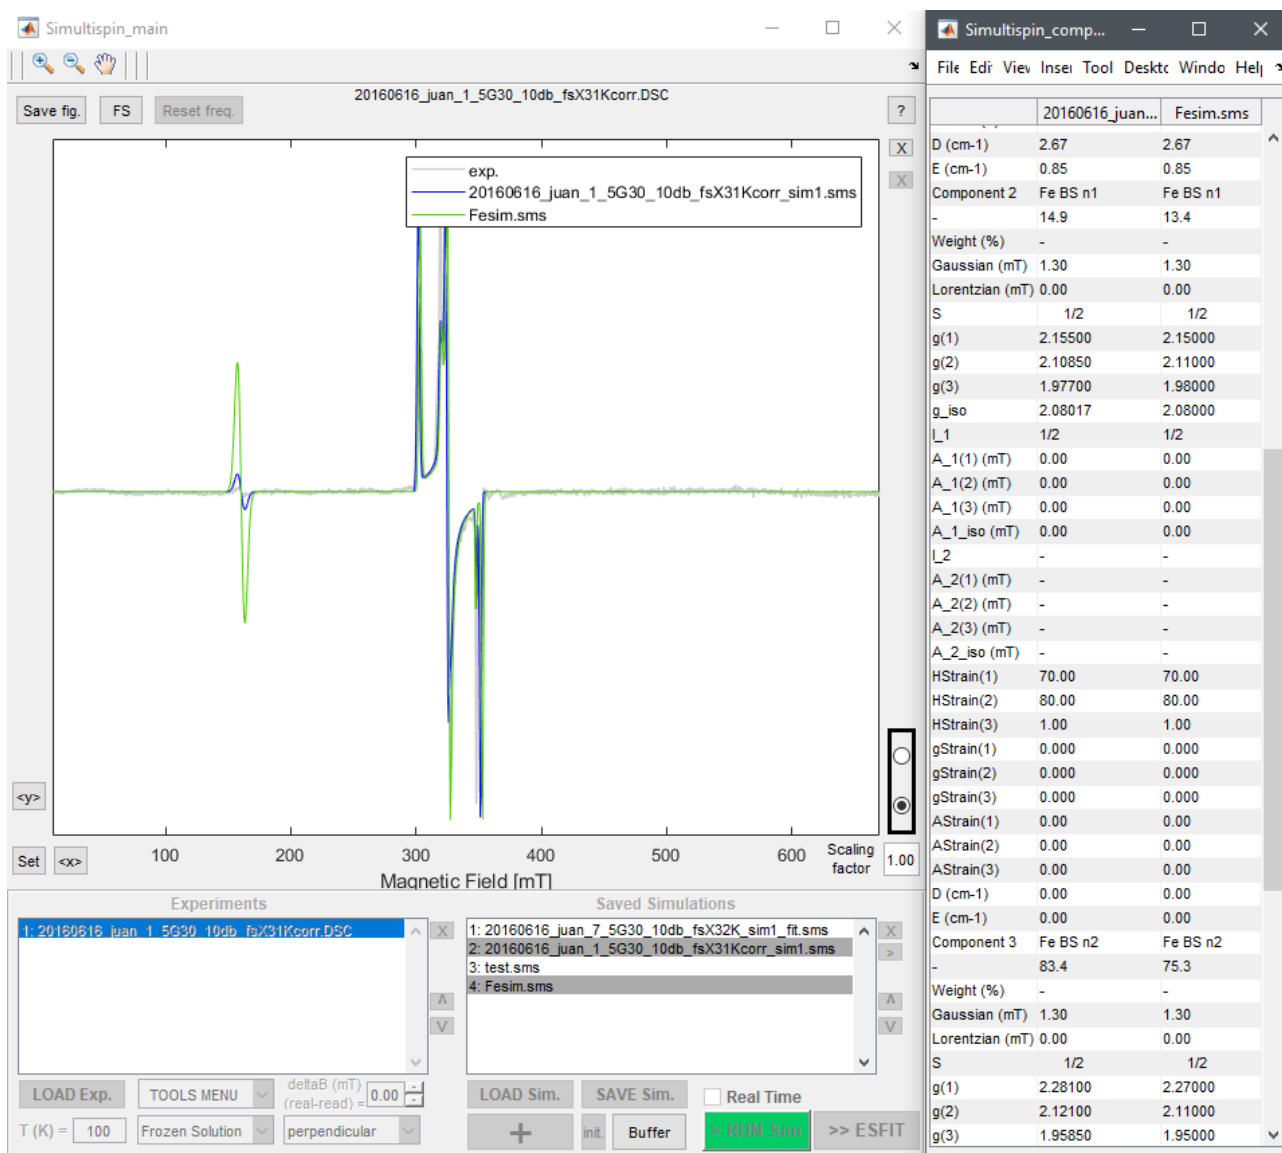 Simultispin_main
Save fig.
FS
Reset freq.
20160616_juan_1_5G30_10db_fsX31Kcorr.DSC
?
X
X
exp.
20160616_juan_1_5G30_10db_fsX31Kcorr_sim1.sms
Fesim.sms
<y>
Set
<x>
100 200 300 400 500 600
Magnetic Field [mT]
Scaling
factor
1.00
Experiments
1: 20160616_juan_1_5G30_10db_fsX31Kcorr.DSC
X
Λ
V
Saved Simulations
1: 20160616_juan_7_5G30_10db_fsX32K_sim1_fit.sms
2: 20160616_juan_1_5G30_10db_fsX31Kcorr_sim1.sms
3: test.sms
4: Fesim.sms
X
>
Λ
V
LOAD Exp.
TOOLS MENU
deltaB (mT)
(real-read) = 0.00
T (K) = 100
Frozen Solution
perpendicular
LOAD Sim.
SAVE Sim.
Real Time
+
init.
Buffer
> RUN Sim
>> ESFIT
Simultispin_comp...
File Edi Viev Inse Tool Deskto Windo Hel
20160616_juan... Fesim.sms
D (cm-1) 2.67 2.67
E (cm-1) 0.85 0.85
Component 2 Fe BS n1 Fe BS n1
- 14.9 13.4
Weight (%) - -
Gaussian (mT) 1.30 1.30
Lorentzian (mT) 0.00 0.00
S 1/2 1/2
g(1) 2.15500 2.15000
g(2) 2.10850 2.11000
g(3) 1.97700 1.98000
g_iso 2.08017 2.08000
I_1 1/2 1/2
A_1(1) (mT) 0.00 0.00
A_1(2) (mT) 0.00 0.00
A_1(3) (mT) 0.00 0.00
A_1_iso (mT) 0.00 0.00
I_2 - -
A_2(1) (mT) - -
A_2(2) (mT) - -
A_2(3) (mT) - -
A_2_iso (mT) - -
HStrain(1) 70.00 70.00
HStrain(2) 80.00 80.00
HStrain(3) 1.00 1.00
gStrain(1) 0.000 0.000
gStrain(2) 0.000 0.000
gStrain(3) 0.000 0.000
AStrain(1) 0.00 0.00
AStrain(2) 0.00 0.00
AStrain(3) 0.00 0.00
D (cm-1) 0.00 0.00
E (cm-1) 0.00 0.00
Component 3 Fe BS n2 Fe BS n2
- 83.4 75.3
Weight (%) - -
Gaussian (mT) 1.30 1.30
Lorentzian (mT) 0.00 0.00
S 1/2 1/2
g(1) 2.28100 2.27000
g(2) 2.12100 2.11000
g(3) 1.95850 1.95000